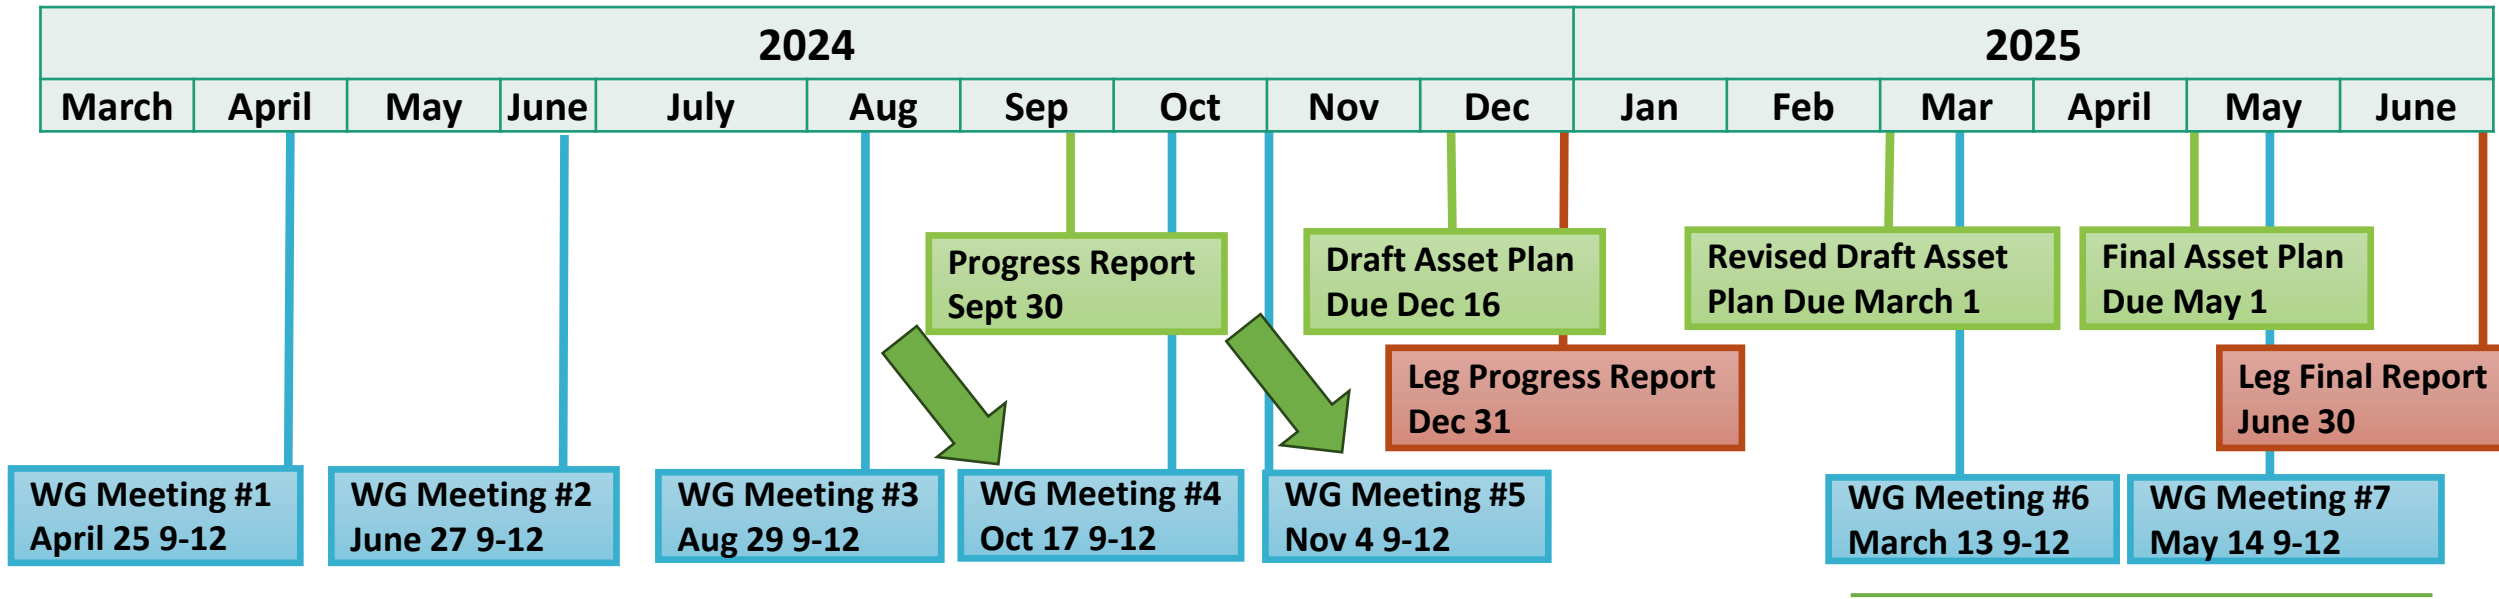 2024
2025
March April May June July Aug Sep Oct Nov Dec Jan Feb Mar April May June
Progress Report
Sept 30
Draft Asset Plan
Due Dec 16
Revised Draft Asset
Plan Due March 1
Final Asset Plan
Due May 1
Leg Progress Report
Dec 31
Leg Final Report
June 30
WG Meeting #1
April 25 9-12
WG Meeting #2
June 27 9-12
WG Meeting #3
Aug 29 9-12
WG Meeting #4
Oct 17 9-12
WG Meeting #5
Nov 4 9-12
WG Meeting #6
March 13 9-12
WG Meeting #7
May 14 9-12